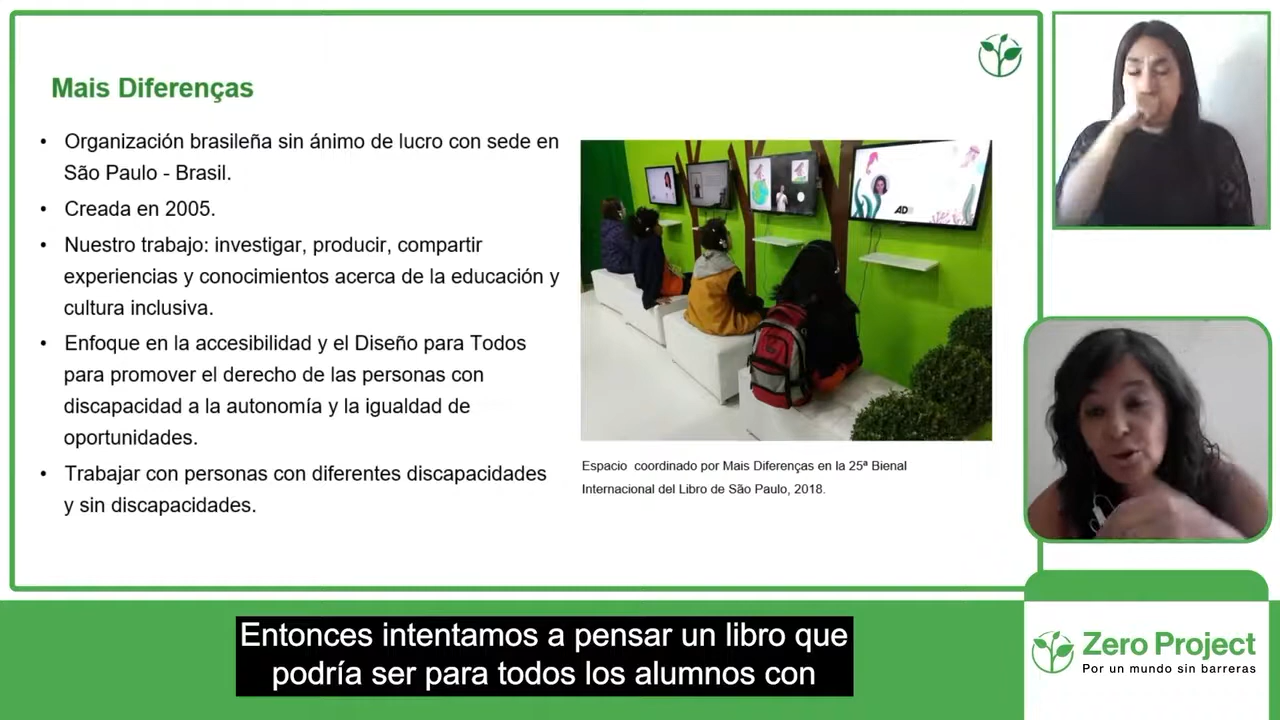 Mais Diferenças
• Organización brasileña sin ánimo de lucro con sede en
São Paulo - Brasil.
• Creada en 2005.
• Nuestro trabajo: investigar, producir, compartir
experiencias y conocimientos acerca de la educación y
cultura inclusiva.
• Enfoque en la accesibilidad y el Diseño para Todos
para promover el derecho de las personas con
discapacidad a la autonomía y la igualdad de
oportunidades.
• Trabajar con personas con diferentes discapacidades
y sin discapacidades.
Espacio coordinado por Mais Diferenças en la 25ª Bienal
Internacional del Libro de São Paulo, 2018.
Entonces intentamos a pensar un libro que
podría ser para todos los alumnos con
Zero Project
Por un mundo sin barreras